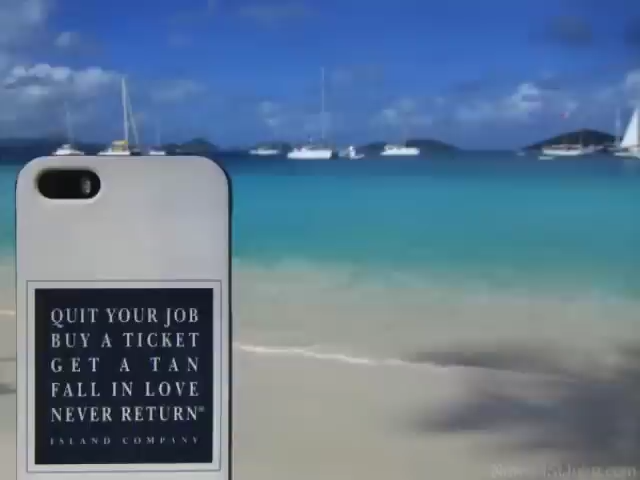 QUIT YOUR JOB
BUY A TICKET
GET A TAN
FALL IN LOVE
NEVER RETURN®
ISLAND COMPANY